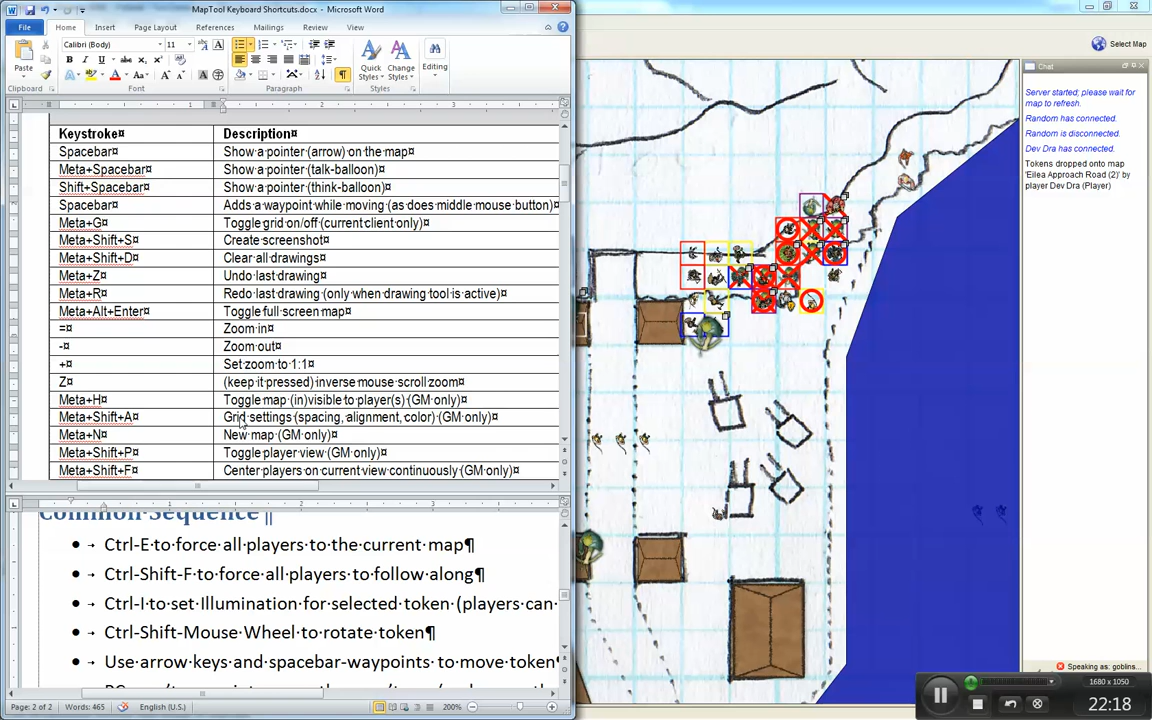 MapTool Keyboard Shortcuts.docx - Microsoft Word
File Home Insert Page Layout References Mailings Review View
Calibri (Body) 11
Paste
Quick Styles Change Styles Editing
Clipboard Font Paragraph Styles
Select Map
Chat
Keystroke¤ Description¤
Spacebar¤ Show·a·pointer·(arrow)·on·the·map¤
Meta+Spacebar¤ Show·a·pointer·(talk-balloon)¤
Shift+Spacebar¤ Show·a·pointer·(think-balloon)¤
Spacebar¤ Adds·a·waypoint·while·moving·(as·does·middle·mouse·button)¤
Meta+G¤ Toggle·grid·on/off·(current·client·only)¤
Meta+Shift+S¤ Create·screenshot¤
Meta+Shift+D¤ Clear·all·drawings¤
Meta+Z¤ Undo·last·drawing¤
Meta+R¤ Redo·last·drawing·(only·when·drawing·tool·is·active)¤
Meta+Alt+Enter¤ Toggle·full·screen·map¤
=¤ Zoom·in¤
-¤ Zoom·out¤
+¤ Set·zoom·to·1:1¤
Z¤ (keep·it·pressed)·inverse·mouse·scroll·zoom¤
Meta+H¤ Toggle·map·(in)visible·to·player(s)·(GM·only)¤
Meta+Shift+A¤ Grid·settings·(spacing,·alignment,·color)·(GM·only)¤
Meta+N¤ New·map·(GM·only)¤
Meta+Shift+P¤ Toggle·player·view·(GM·only)¤
Meta+Shift+F¤ Center·players·on·current·view·continuously·(GM·only)¤
Common·Sequence·¶
Ctrl-E·to·force·all·players·to·the·current·map¶
Ctrl-Shift-F·to·force·all·players·to·follow·along¶
Ctrl-I·to·set·Illumination·for·selected·token·(players·can·
Ctrl-Shift-Mouse·Wheel·to·rotate·token¶
Use·arrow·keys·and·spacebar-waypoints·to·move·token¶
Page: 2 of 2 Words: 465 English (U.S.) 200%
Server started; please wait for
map to refresh.
Random has connected.
Random is disconnected.
Dev Dra has connected.
Tokens dropped onto map
'Eilea Approach Road (2)' by
player Dev Dra (Player)
Speaking as: goblins...
1680 x 1050
22:18